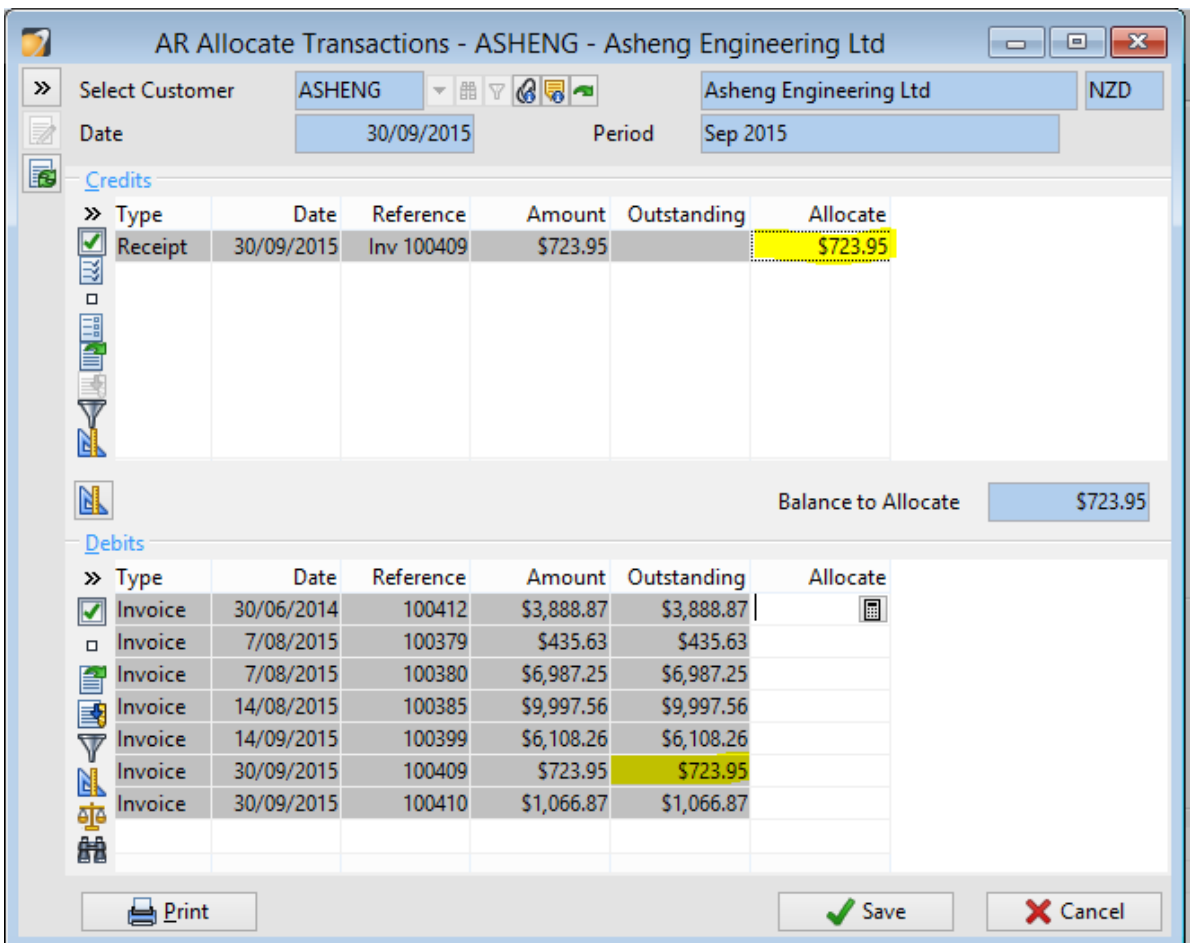 AR Allocate Transactions - ASHENG - Asheng Engineering Ltd
Select Customer ASHENG Asheng Engineering Ltd NZD
Date 30/09/2015 Period Sep 2015
Credits
Type Date Reference Amount Outstanding Allocate
Receipt 30/09/2015 Inv 100409 $723.95 $723.95
Balance to Allocate $723.95
Debits
Type Date Reference Amount Outstanding Allocate
Invoice 30/06/2014 100412 $3,888.87 $3,888.87
Invoice 7/08/2015 100379 $435.63 $435.63
Invoice 7/08/2015 100380 $6,987.25 $6,987.25
Invoice 14/08/2015 100385 $9,997.56 $9,997.56
Invoice 14/09/2015 100399 $6,108.26 $6,108.26
Invoice 30/09/2015 100409 $723.95 $723.95
Invoice 30/09/2015 100410 $1,066.87 $1,066.87
Print Save Cancel